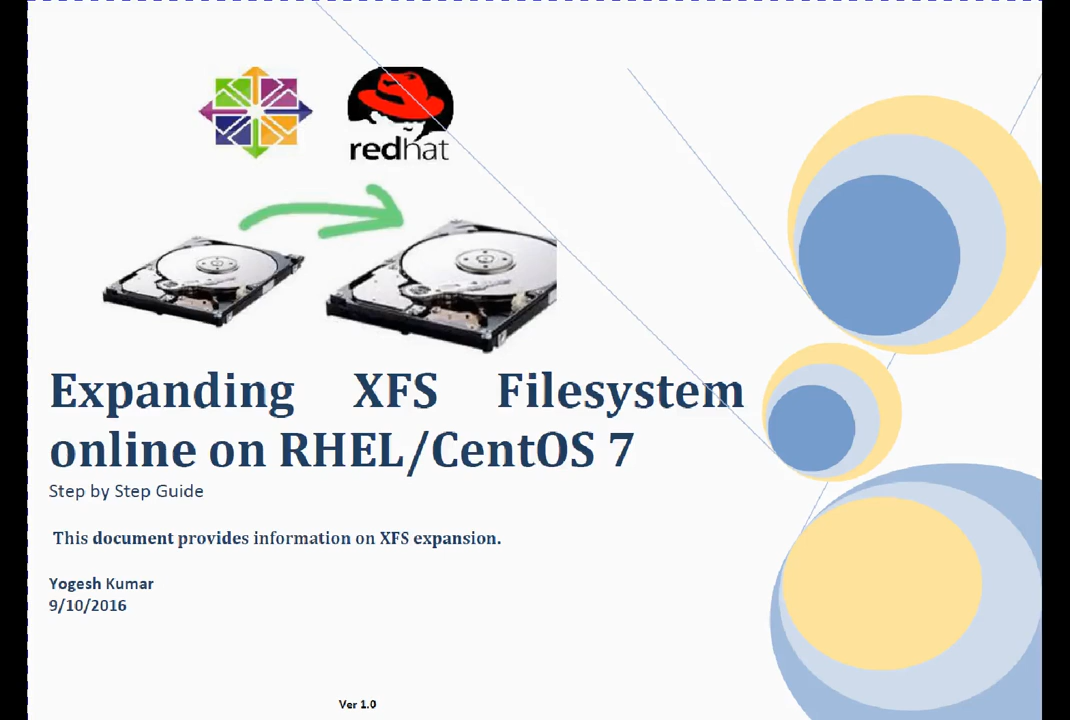 redhat
Expanding XFS Filesystem
online on RHEL/CentOS 7
Step by Step Guide
This document provides information on XFS expansion.
Yogesh Kumar
9/10/2016
Ver 1.0